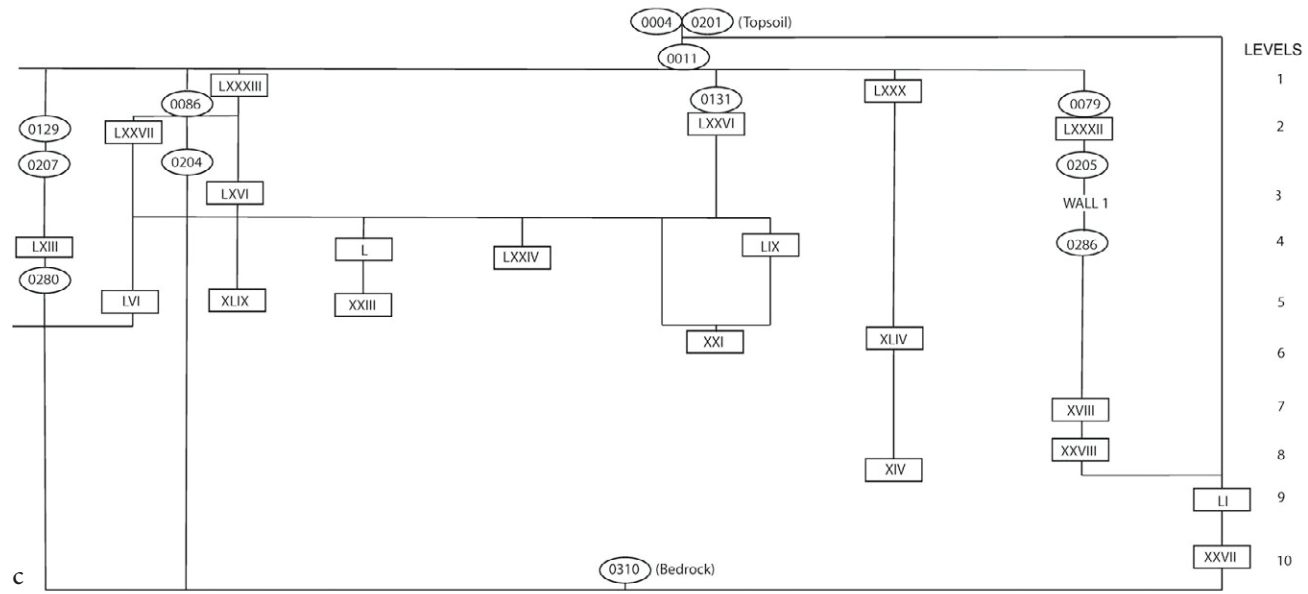 0004 0201 (Topsoil)
LEVELS
0011
LXXXIII LXXX 1
0086 0131 0079
0129 LXXVII LXXVI LXXXII 2
0207 0204 0205
LXVI WALL 1 3
LXIII L LXXIV LIX 0286 4
0280
LVI XLIX XXIII 5
XXI XLIV 6
XVIII 7
XXVIII 8
XIV
LI 9
XXVII 10
0310 (Bedrock)
c